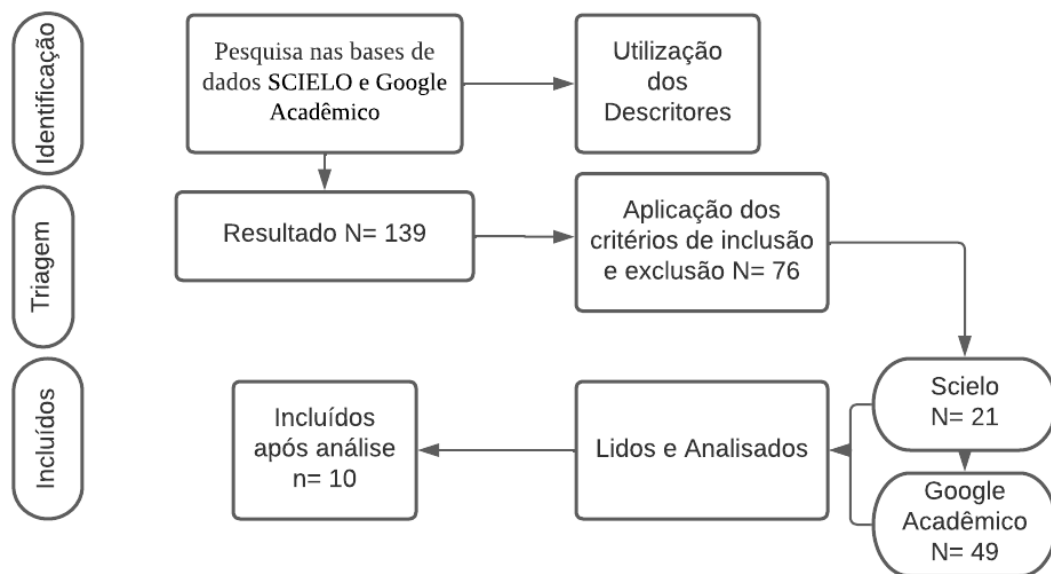 Identificação
Pesquisa nas bases de
dados SCIELO e Google
Acadêmico
Utilização
dos
Descritores
Triagem
Resultado N= 139
Aplicação dos
critérios de inclusão
e exclusão N= 76
Incluídos
Scielo
N= 21
Google
Acadêmico
N= 49
Lidos e Analisados
Incluídos
após análise
n= 10